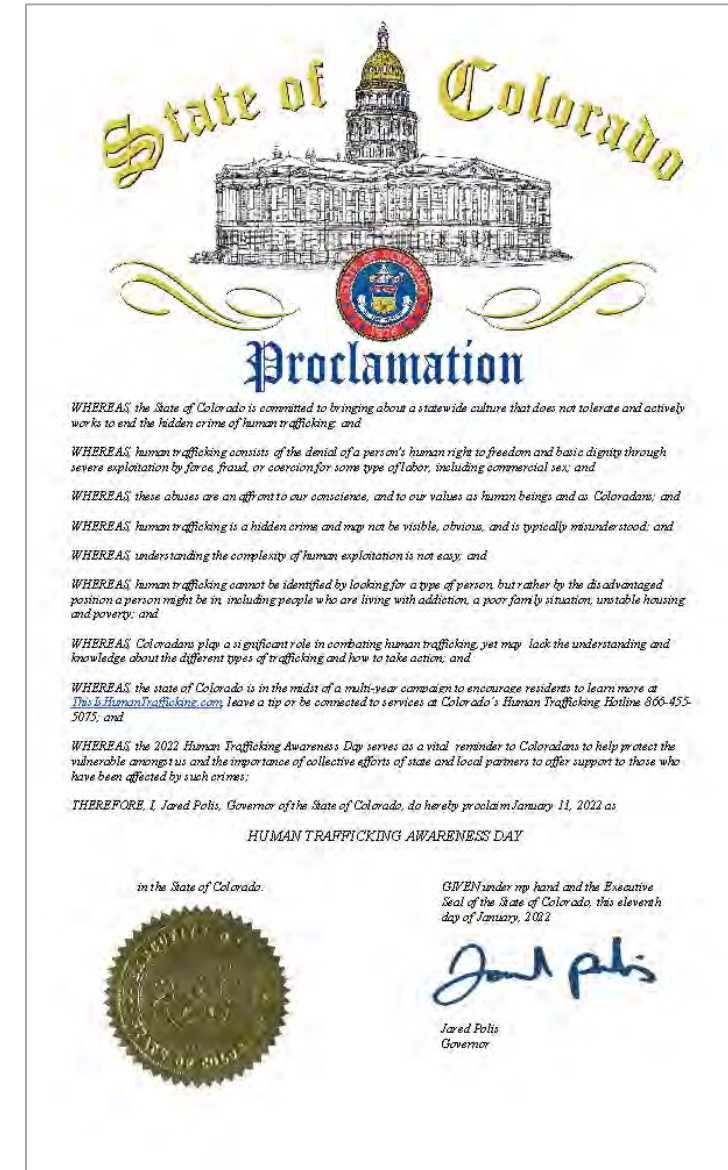 State of Colorado
STATE OF COLORADO
1876
Proclamation
WHEREAS, the State of Colorado is committed to bringing about a statewide culture that does not tolerate and actively
works to end the hidden crime of human trafficking; and
WHEREAS, human trafficking consists of the denial of a person's human right to freedom and basic dignity through
severe exploitation by force, fraud, or coercion for some type of labor, including commercial sex; and
WHEREAS, these abuses are an affront to our conscience, and to our values as human beings and as Coloradans; and
WHEREAS, human trafficking is a hidden crime and may not be visible, obvious, and is typically misunderstood; and
WHEREAS, understanding the complexity of human exploitation is not easy; and
WHEREAS, human trafficking cannot be identified by looking for a type of person, but rather by the disadvantaged
position a person might be in, including people who are living with addiction, a poor family situation, unstable housing
and poverty; and
WHEREAS, Coloradans play a significant role in combating human trafficking, yet may lack the understanding and
knowledge about the different types of trafficking and how to take action; and
WHEREAS, the state of Colorado is in the midst of a multi-year campaign to encourage residents to learn more at
ThisIsHumanTrafficking.com, leave a tip or be connected to services at Colorado's Human Trafficking Hotline 866-455-
5075; and
WHEREAS, the 2022 Human Trafficking Awareness Day serves as a vital reminder to Coloradans to help protect the
vulnerable amongst us and the importance of collective efforts of state and local partners to offer support to those who
have been affected by such crimes;
THEREFORE, I, Jared Polis, Governor of the State of Colorado, do hereby proclaim January 11, 2022 as
HUMAN TRAFFICKING AWARENESS DAY
in the State of Colorado.
GIVEN under my hand and the Executive
Seal of the State of Colorado, this eleventh
day of January, 2022
Jared Polis
Jared Polis
Governor